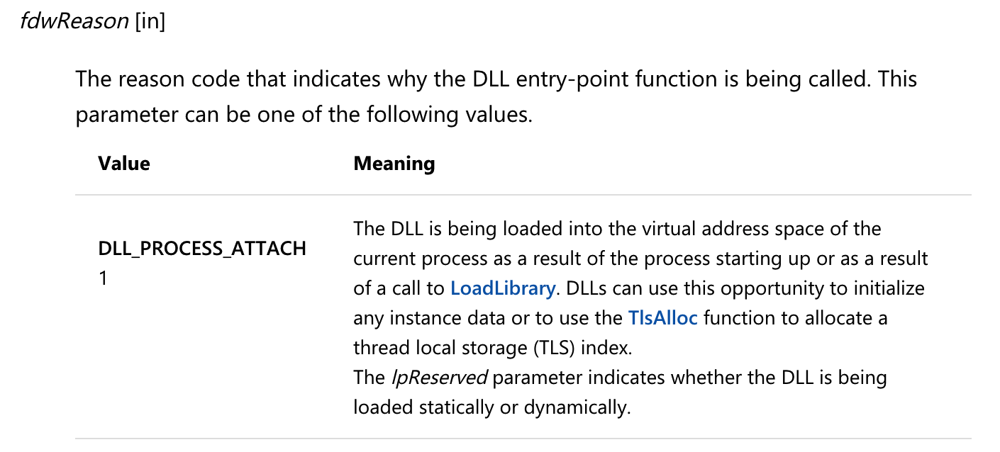 fdwReason [in]
The reason code that indicates why the DLL entry-point function is being called. This
parameter can be one of the following values.
Value Meaning
DLL_PROCESS_ATTACH
1
The DLL is being loaded into the virtual address space of the
current process as a result of the process starting up or as a result
of a call to LoadLibrary. DLLs can use this opportunity to initialize
any instance data or to use the TlsAlloc function to allocate a
thread local storage (TLS) index.
The lpReserved parameter indicates whether the DLL is being
loaded statically or dynamically.